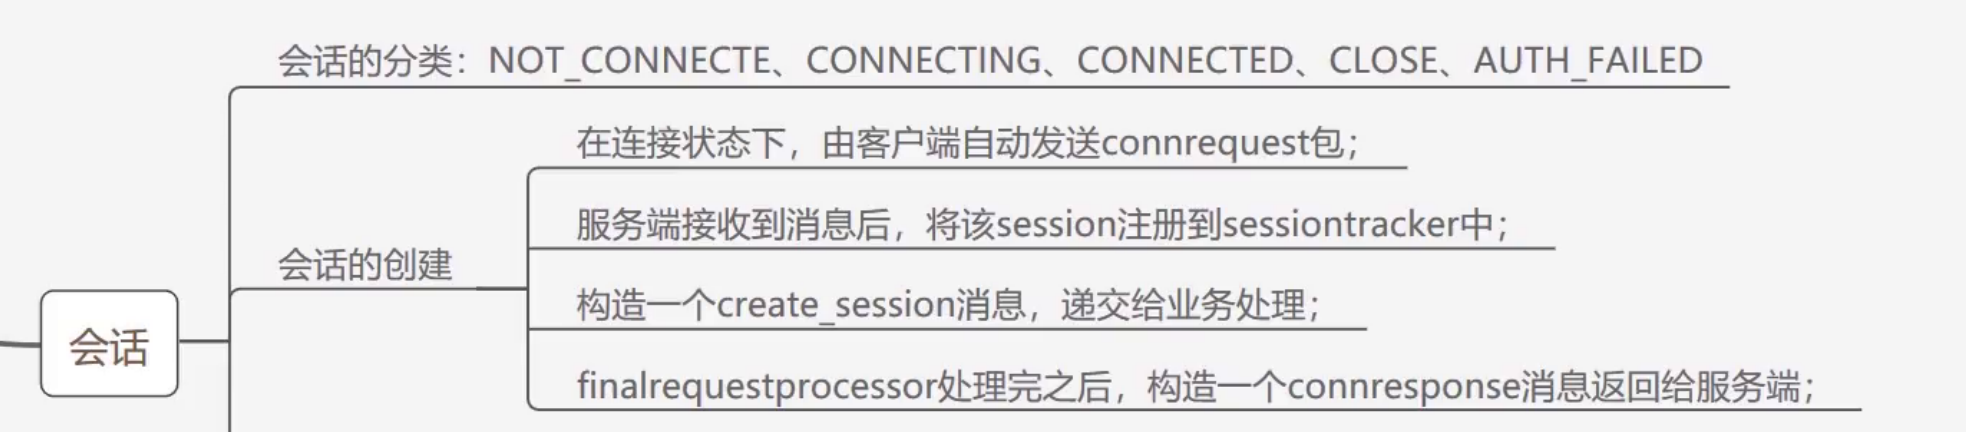 会话的分类：NOT_CONNECTE、CONNECTING、CONNECTED、CLOSE、AUTH_FAILED
在连接状态下，由客户端自动发送connrequest包；
服务端接收到消息后，将该session注册到sessiontracker中；
会话的创建
构造一个create_session消息，递交给业务处理；
会话
finalrequestprocessor处理完之后，构造一个connresponse消息返回给服务端；